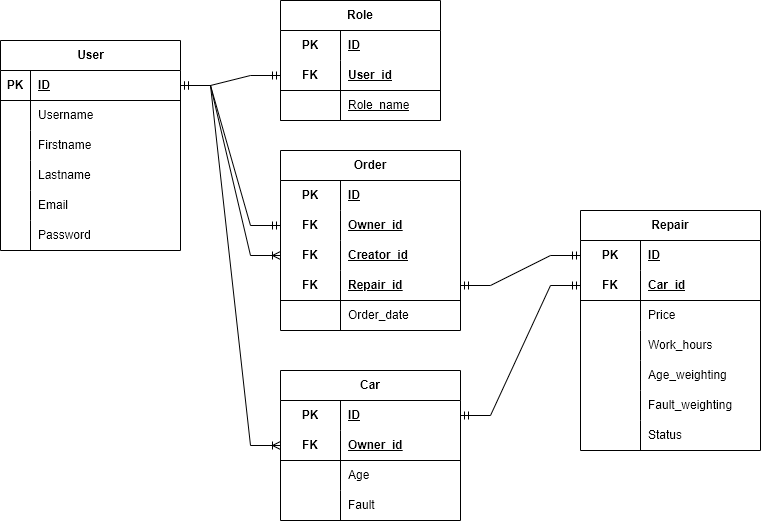 User
PK ID
Username
Firstname
Lastname
Email
Password
Role
PK ID
FK User_id
Role_name
Order
PK ID
FK Owner_id
FK Creator_id
FK Repair_id
Order_date
Car
PK ID
FK Owner_id
Age
Fault
Repair
PK ID
FK Car_id
Price
Work_hours
Age_weighting
Fault_weighting
Status